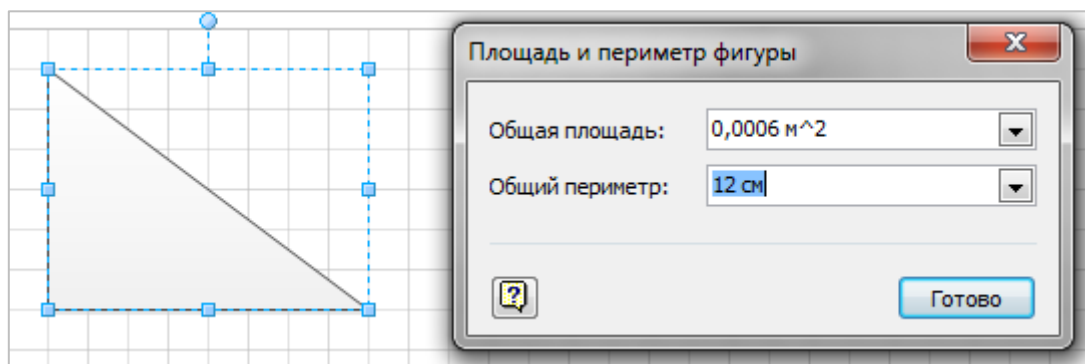 Площадь и периметр фигуры
Общая площадь: 0,0006 м^2
Общий периметр: 12 см
Готово